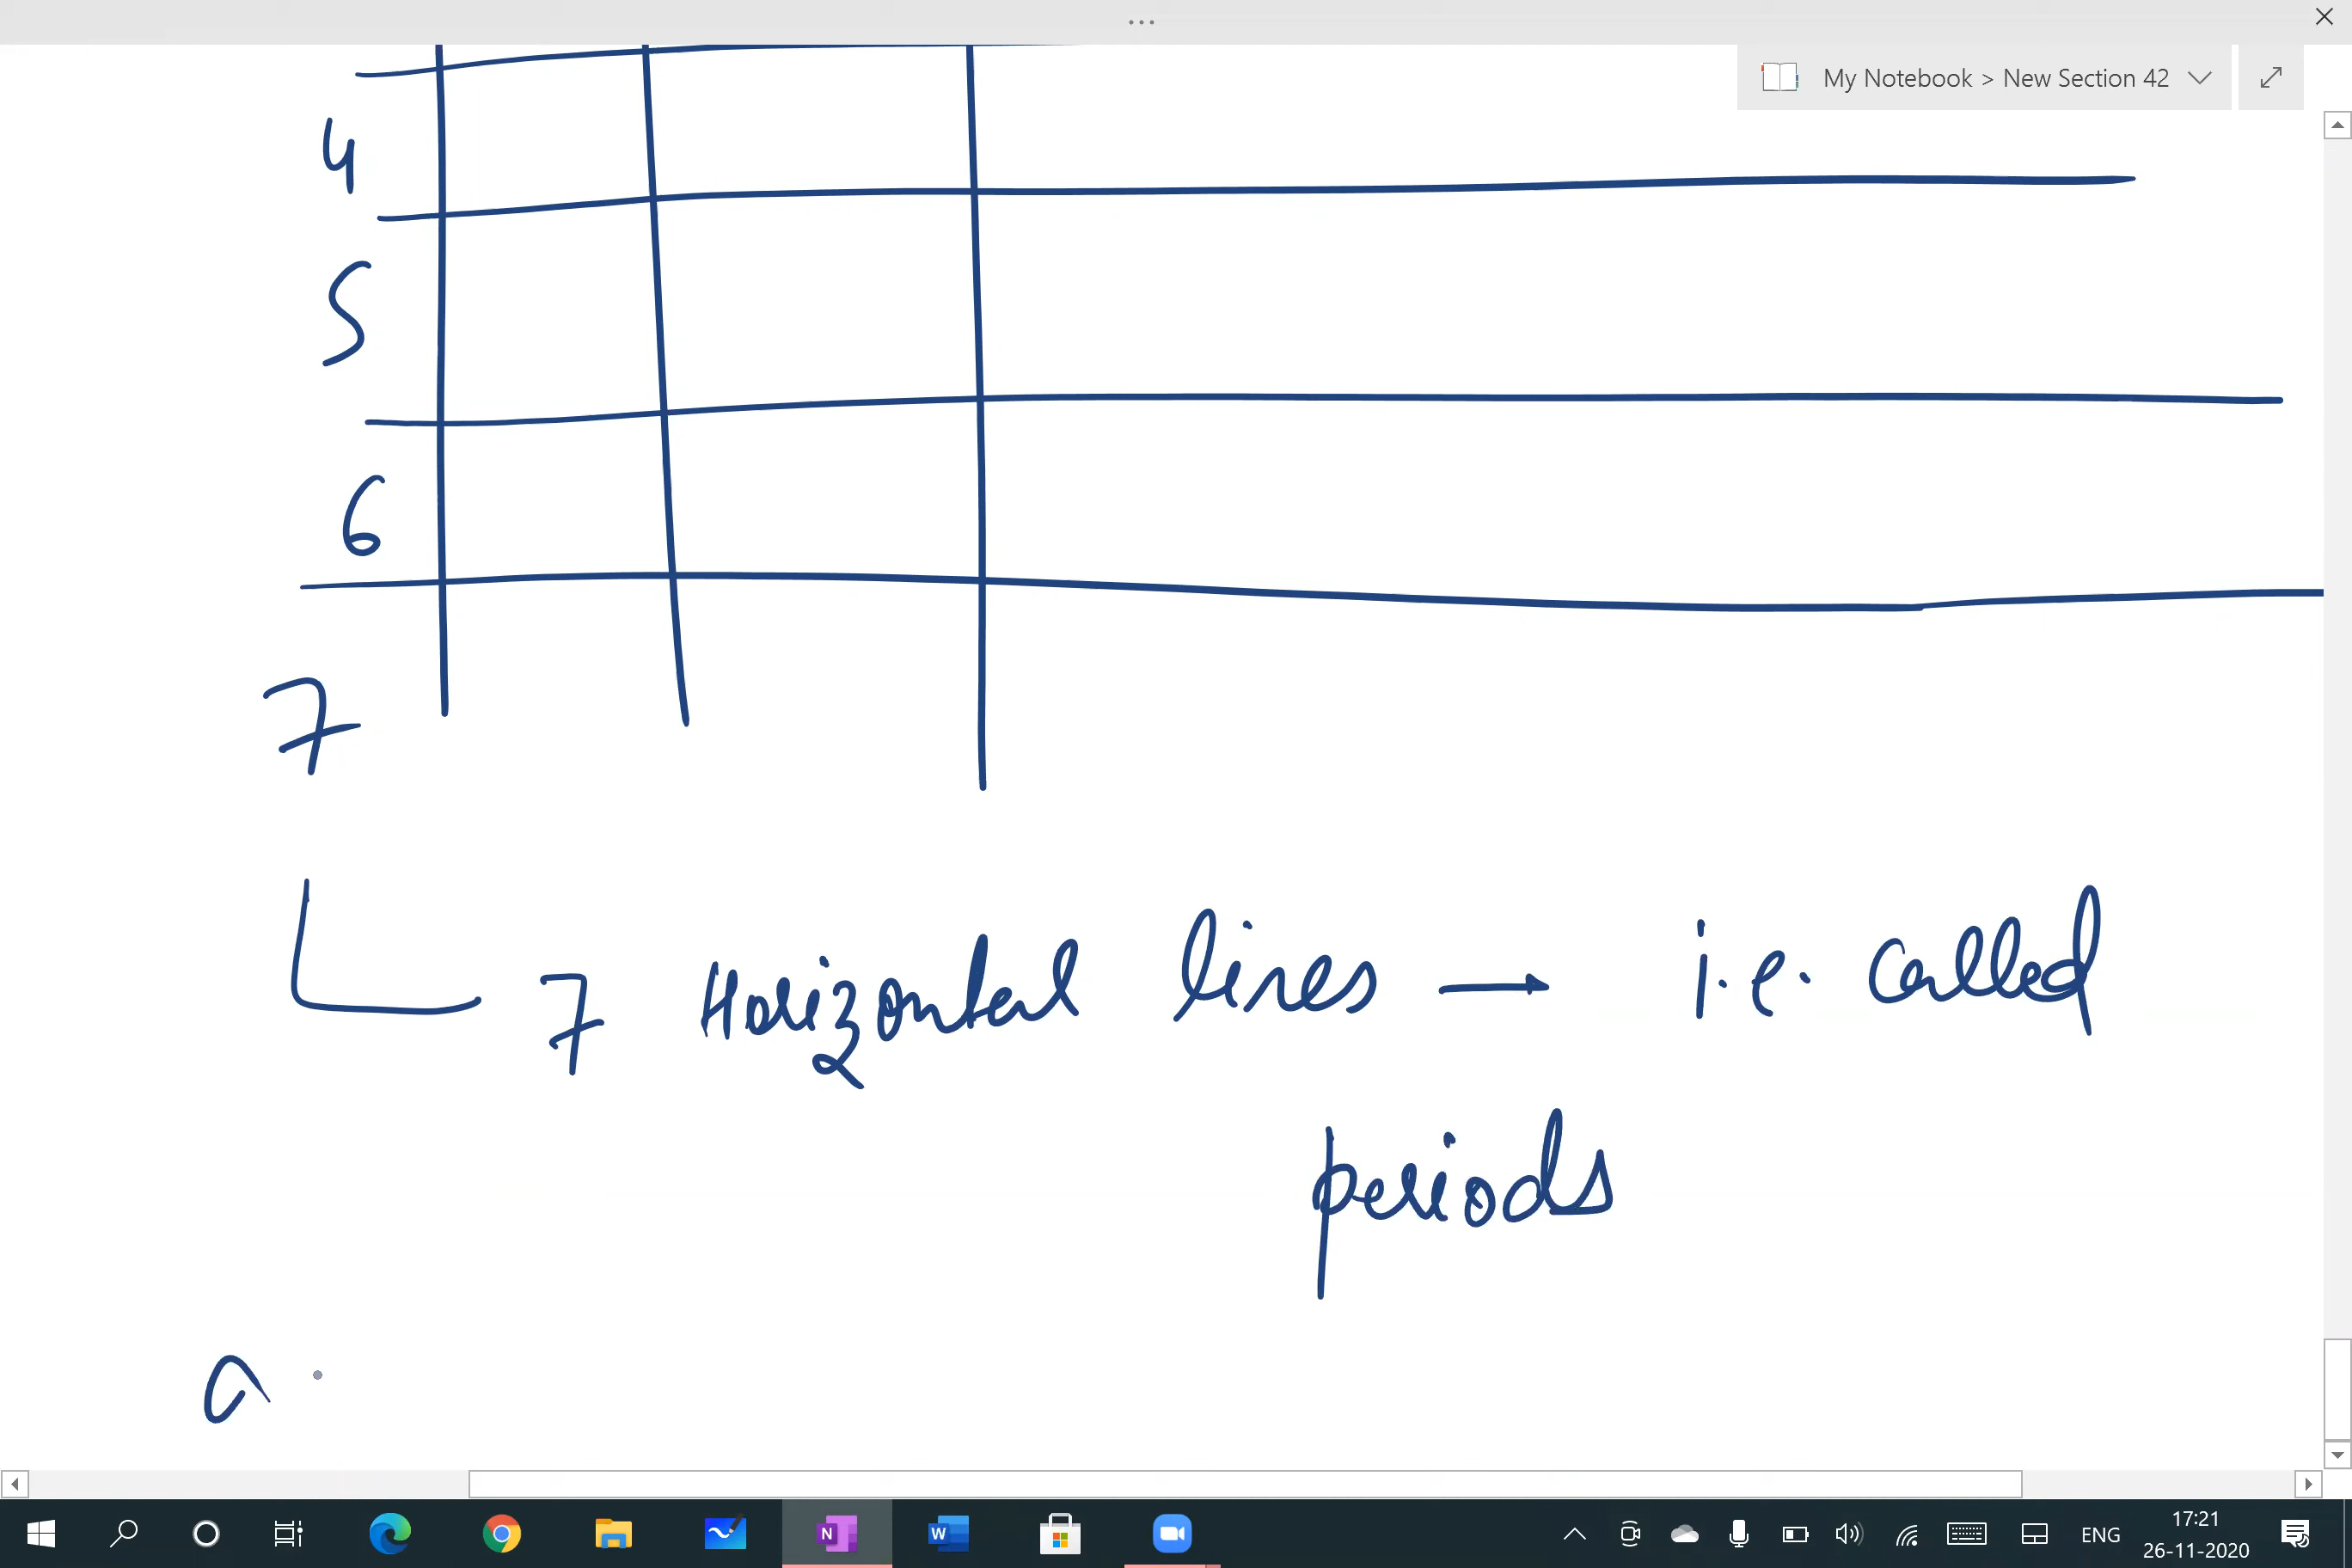 My Notebook > New Section 42
4
5
6
7
7 Horizontal lines → i.e. called
periods
a
ENG
17:21
26-11-2020